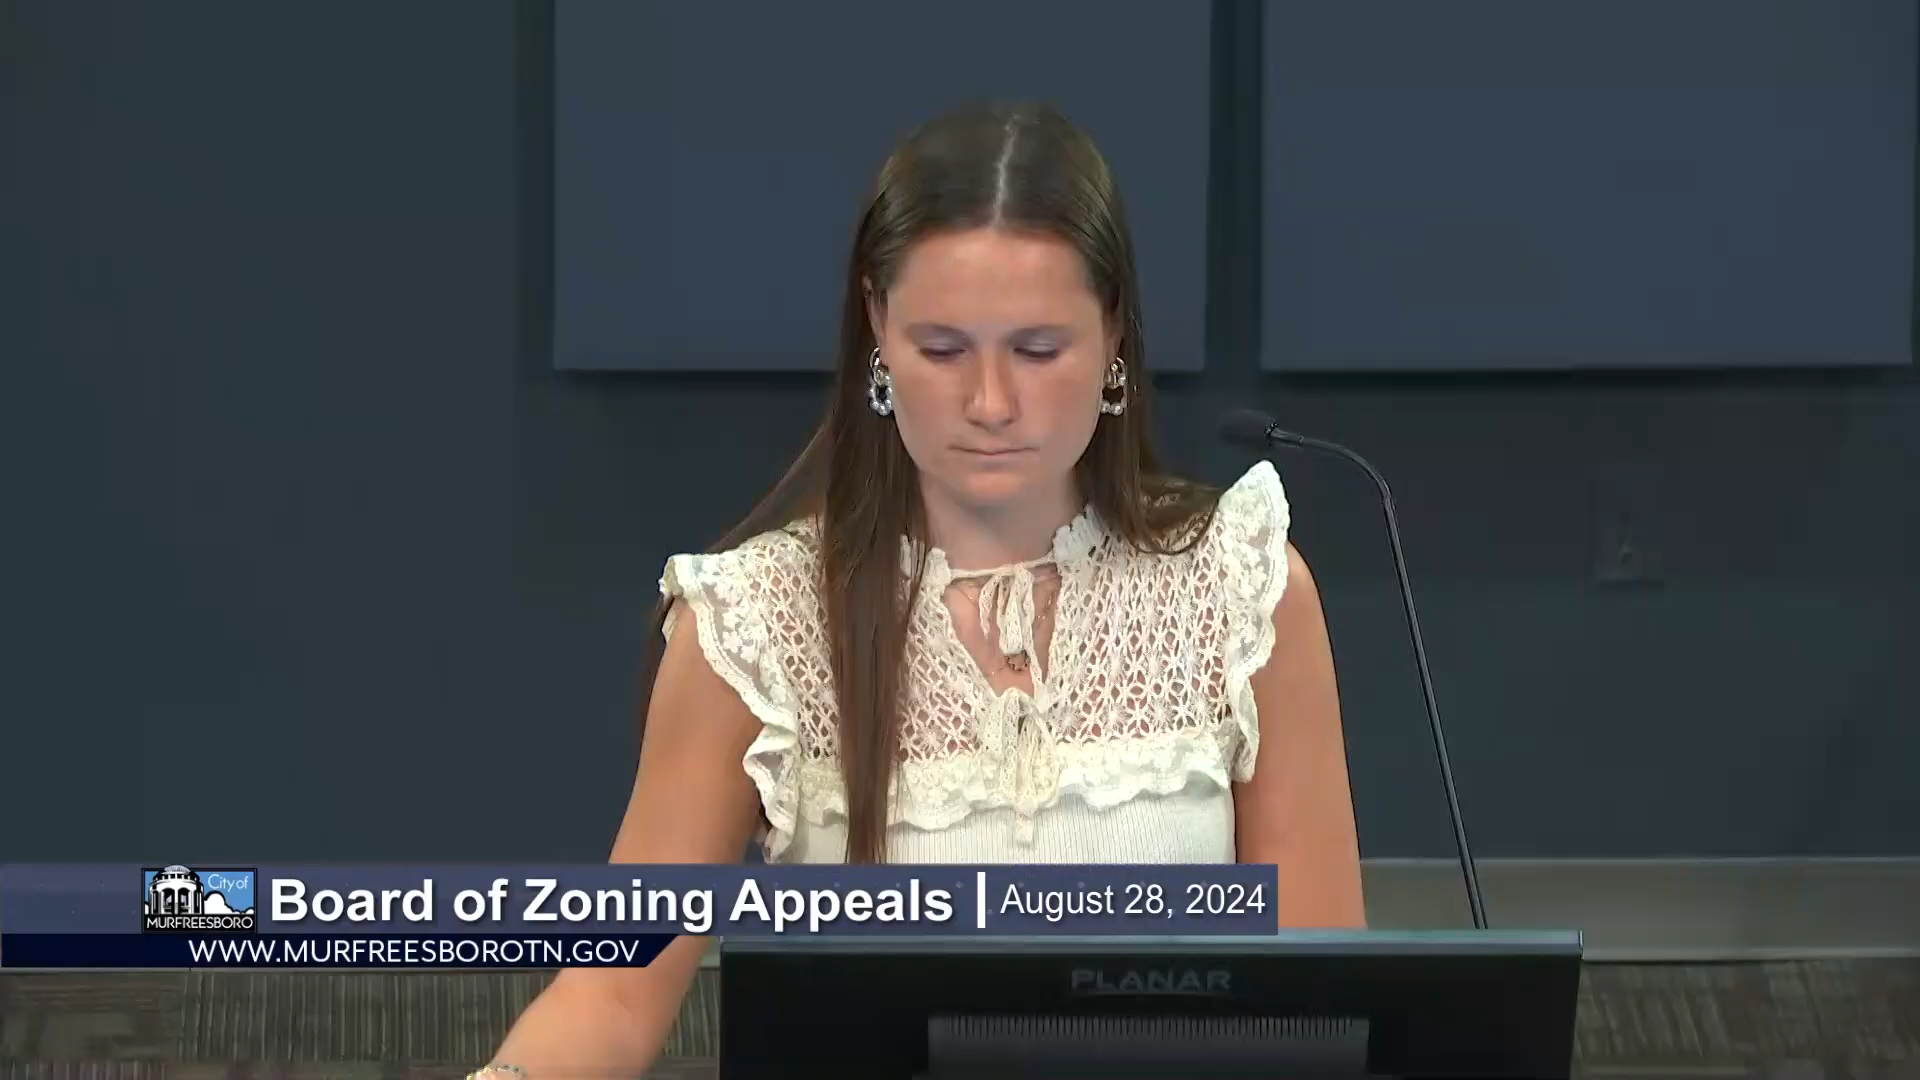 City of
MURFREESBORO
Board of Zoning Appeals | August 28, 2024
WWW.MURFREESBOROTN.GOV
PLANAR